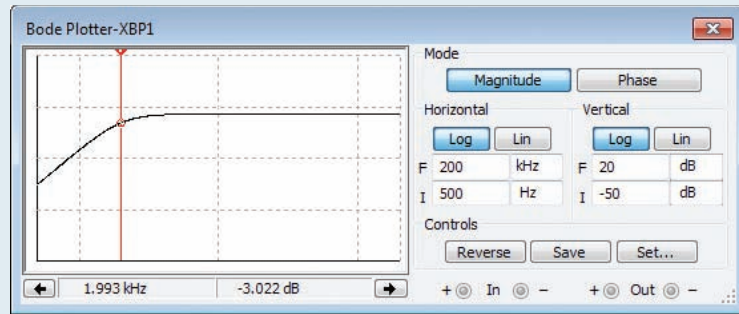 Bode Plotter-XBP1
Mode
Magnitude Phase
Horizontal Vertical
Log Lin Log Lin
F 200 kHz F 20 dB
I 500 Hz I -50 dB
Controls
Reverse Save Set...
1.993 kHz -3.022 dB
+ In - + Out -